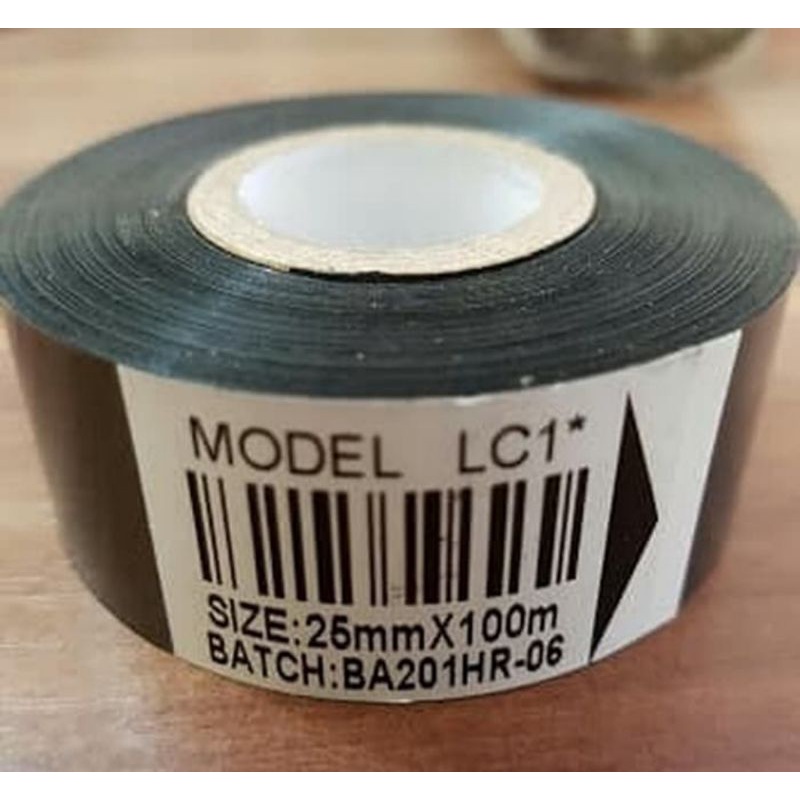 MODEL LC1*
SIZE:25mmX100m
BATCH:BA201HR-06